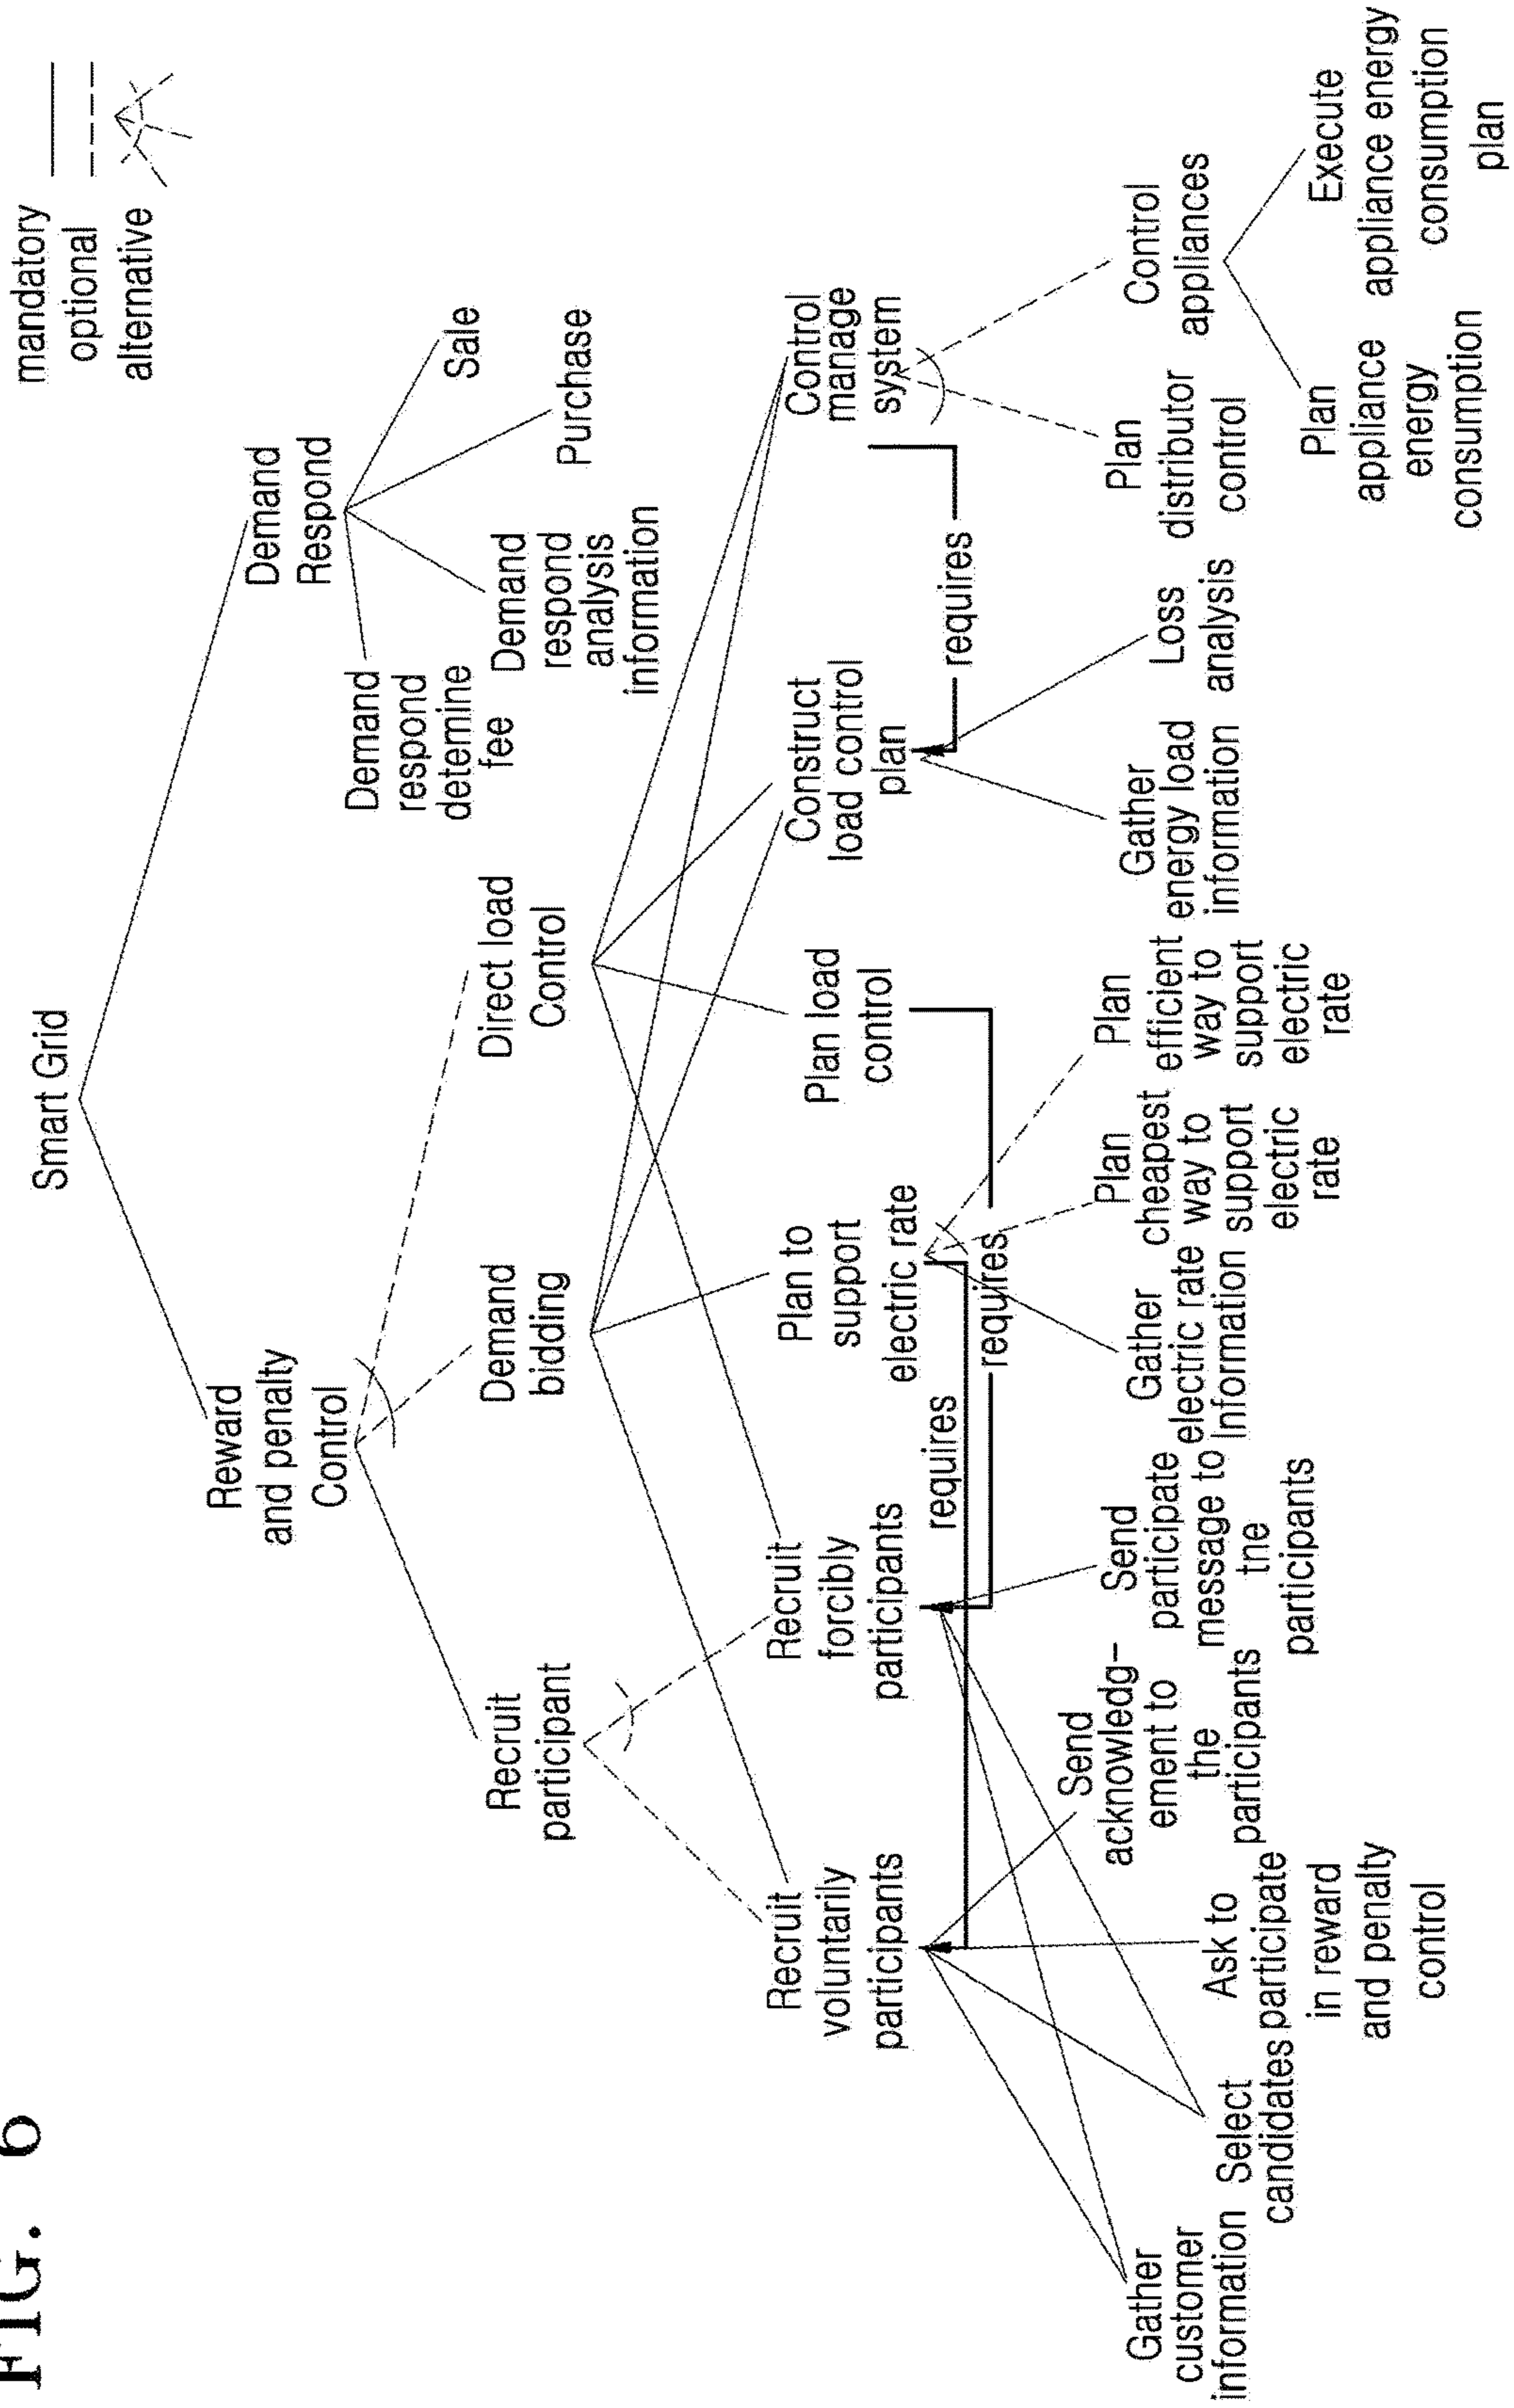 FIG. 6
mandatory
optional
alternative
Smart Grid
Reward
and penalty
Control
Demand
Respond
Recruit
participant
Demand
bidding
Direct load
Control
Demand
respond
detemine
fee
Demand
respond
analysis
information
Purchase
Sale
Recruit
voluntarily
participants
Recruit
forcibly
participants
Plan to
support
electric rate
Plan load
control
Construct
load control
plan
Control
manage
system
requires
requires
requires
Gather
customer
information
Select
candidates
Ask to
participate
in reward
and penalty
control
Send
acknowledg-
ement to
the
participants
Send
participate
message to
tne
participants
Gather
electric rate
Information
Plan
cheapest
way to
support
electric
rate
Plan
efficient
way to
support
electric
rate
Gather
energy load
information
Loss
analysis
Plan
distributor
control
Control
appliances
Plan
appliance
energy
consumption
Execute
appliance energy
consumption
plan